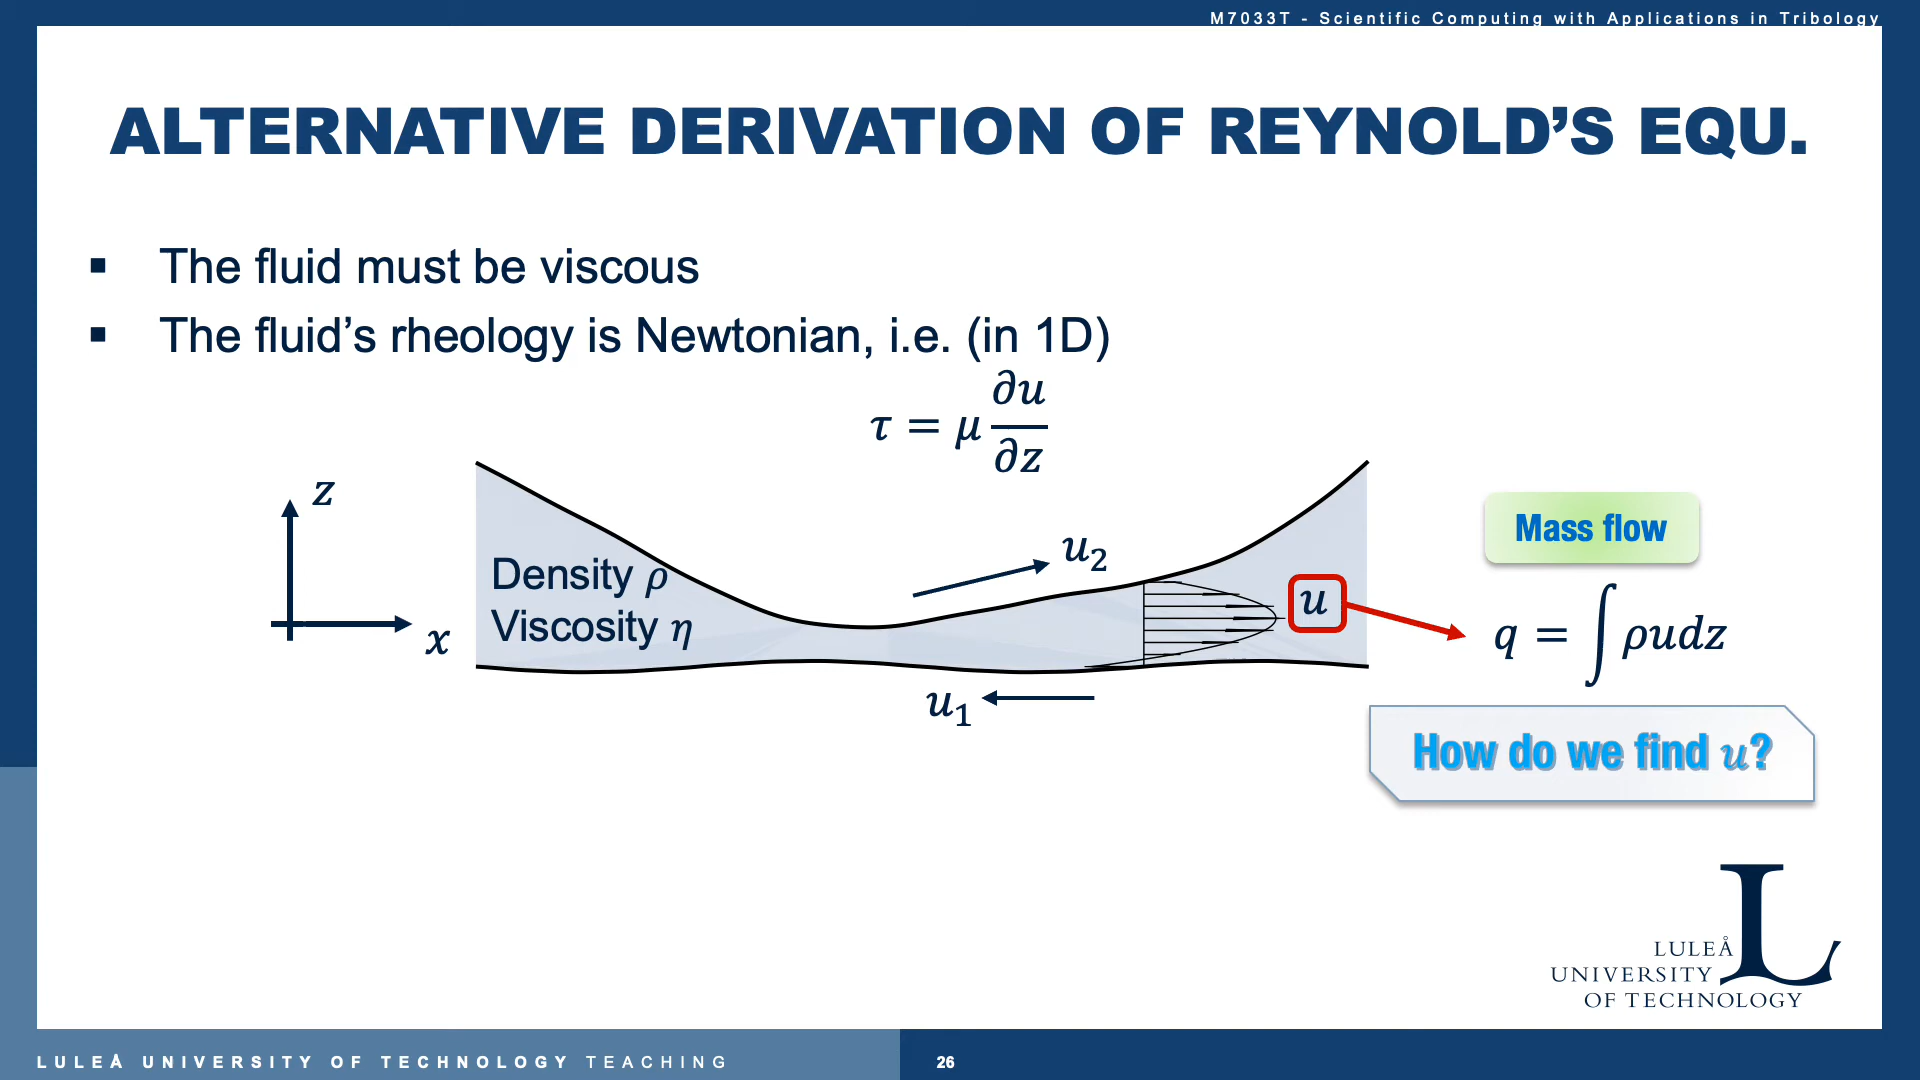 M7033T - Scientific Computing with Applications in Tribology
ALTERNATIVE DERIVATION OF REYNOLD’S EQU.
▪ The fluid must be viscous
▪ The fluid’s rheology is Newtonian, i.e. (in 1D)
τ = μ ∂u/∂z
z
x
Density ρ
Viscosity η
u₂
u₁
u
Mass flow
q = ∫ρudz
How do we find u?
LULEÅ
UNIVERSITY
OF TECHNOLOGY
LULEÅ UNIVERSITY OF TECHNOLOGY TEACHING
26